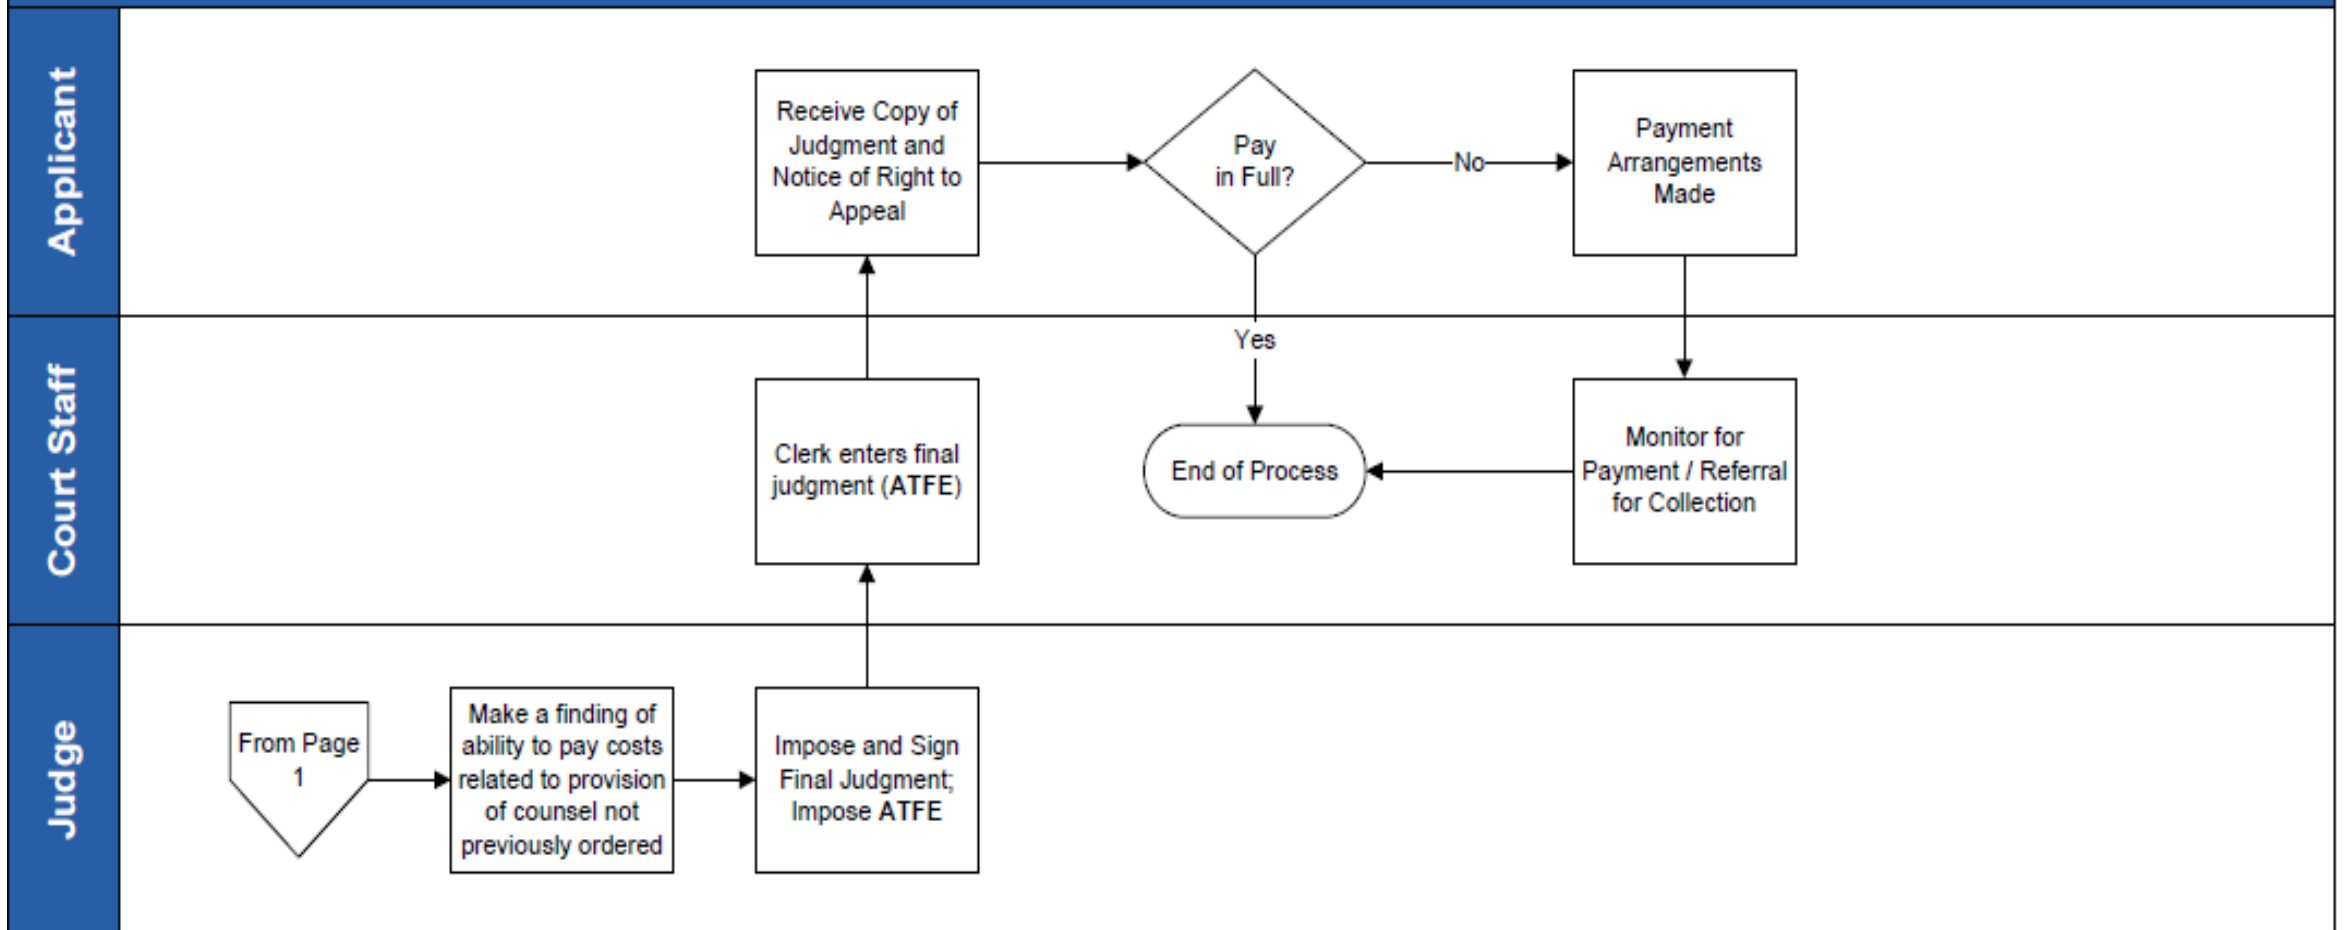 Applicant
Receive Copy of
Judgment and
Notice of Right to
Appeal
Pay
in Full?
No
Payment
Arrangements
Made
Court Staff
Clerk enters final
judgment (ATFE)
Yes
End of Process
Monitor for
Payment / Referral
for Collection
Judge
From Page
1
Make a finding of
ability to pay costs
related to provision
of counsel not
previously ordered
Impose and Sign
Final Judgment;
Impose ATFE